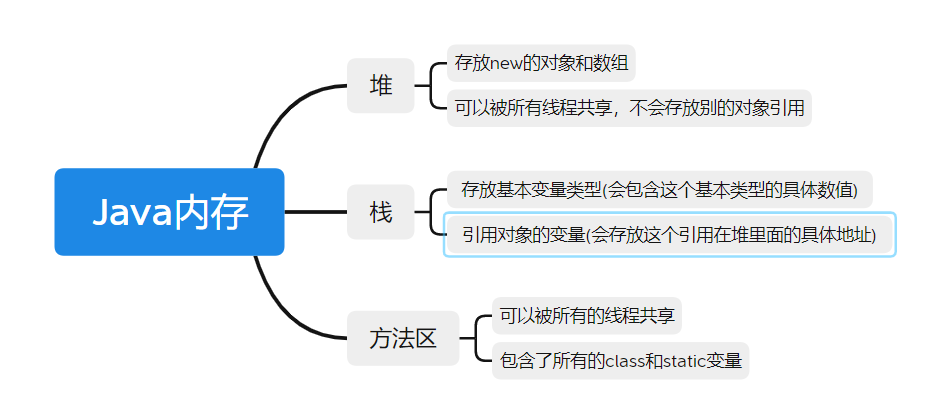 Java内存
堆
存放new的对象和数组
可以被所有线程共享，不会存放别的对象引用
栈
存放基本变量类型(会包含这个基本类型的具体数值)
引用对象的变量(会存放这个引用在堆里面的具体地址)
方法区
可以被所有的线程共享
包含了所有的class和static变量